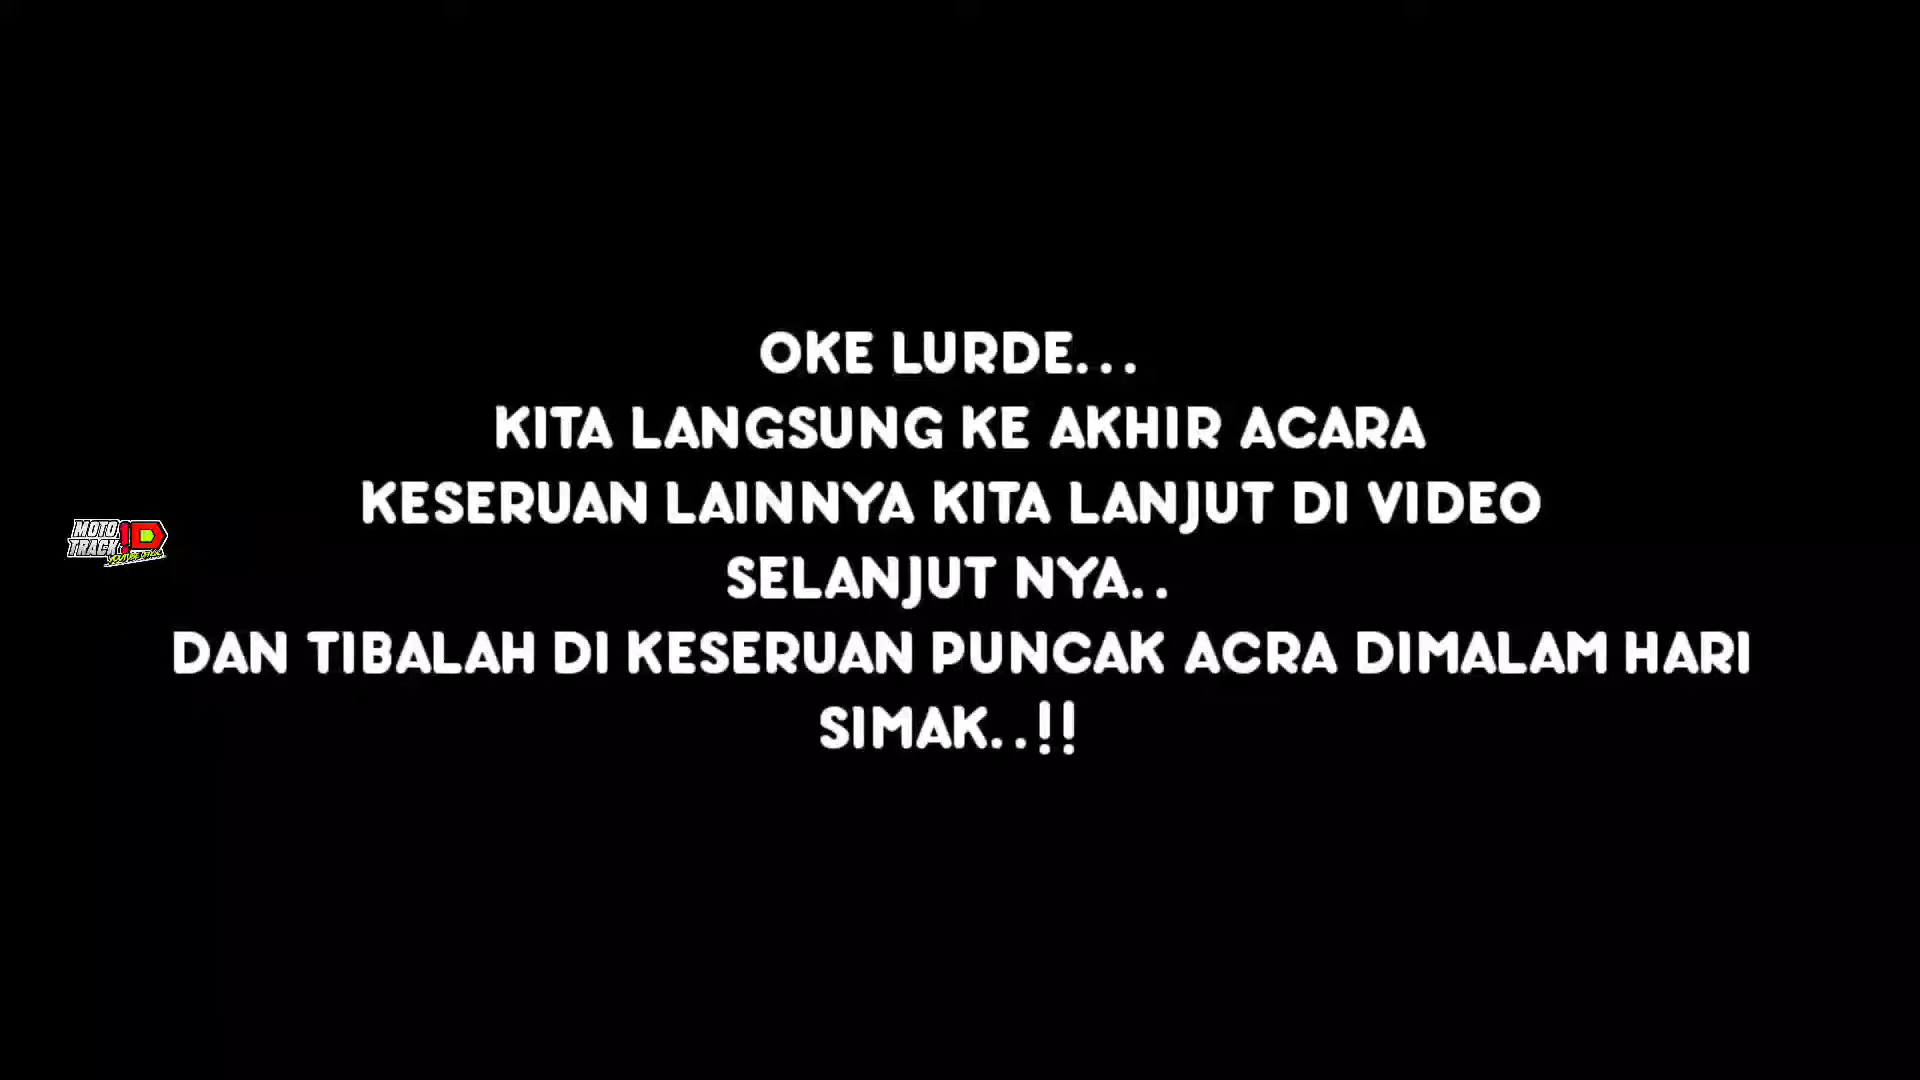 OKE LURDE...
KITA LANGSUNG KE AKHIR ACARA
KESERUAN LAINNYA KITA LANJUT DI VIDEO
SELANJUT NYA..
DAN TIBALAH DI KESERUAN PUNCAK ACRA DIMALAM HARI
SIMAK..!!
MOTO
TRACK ID